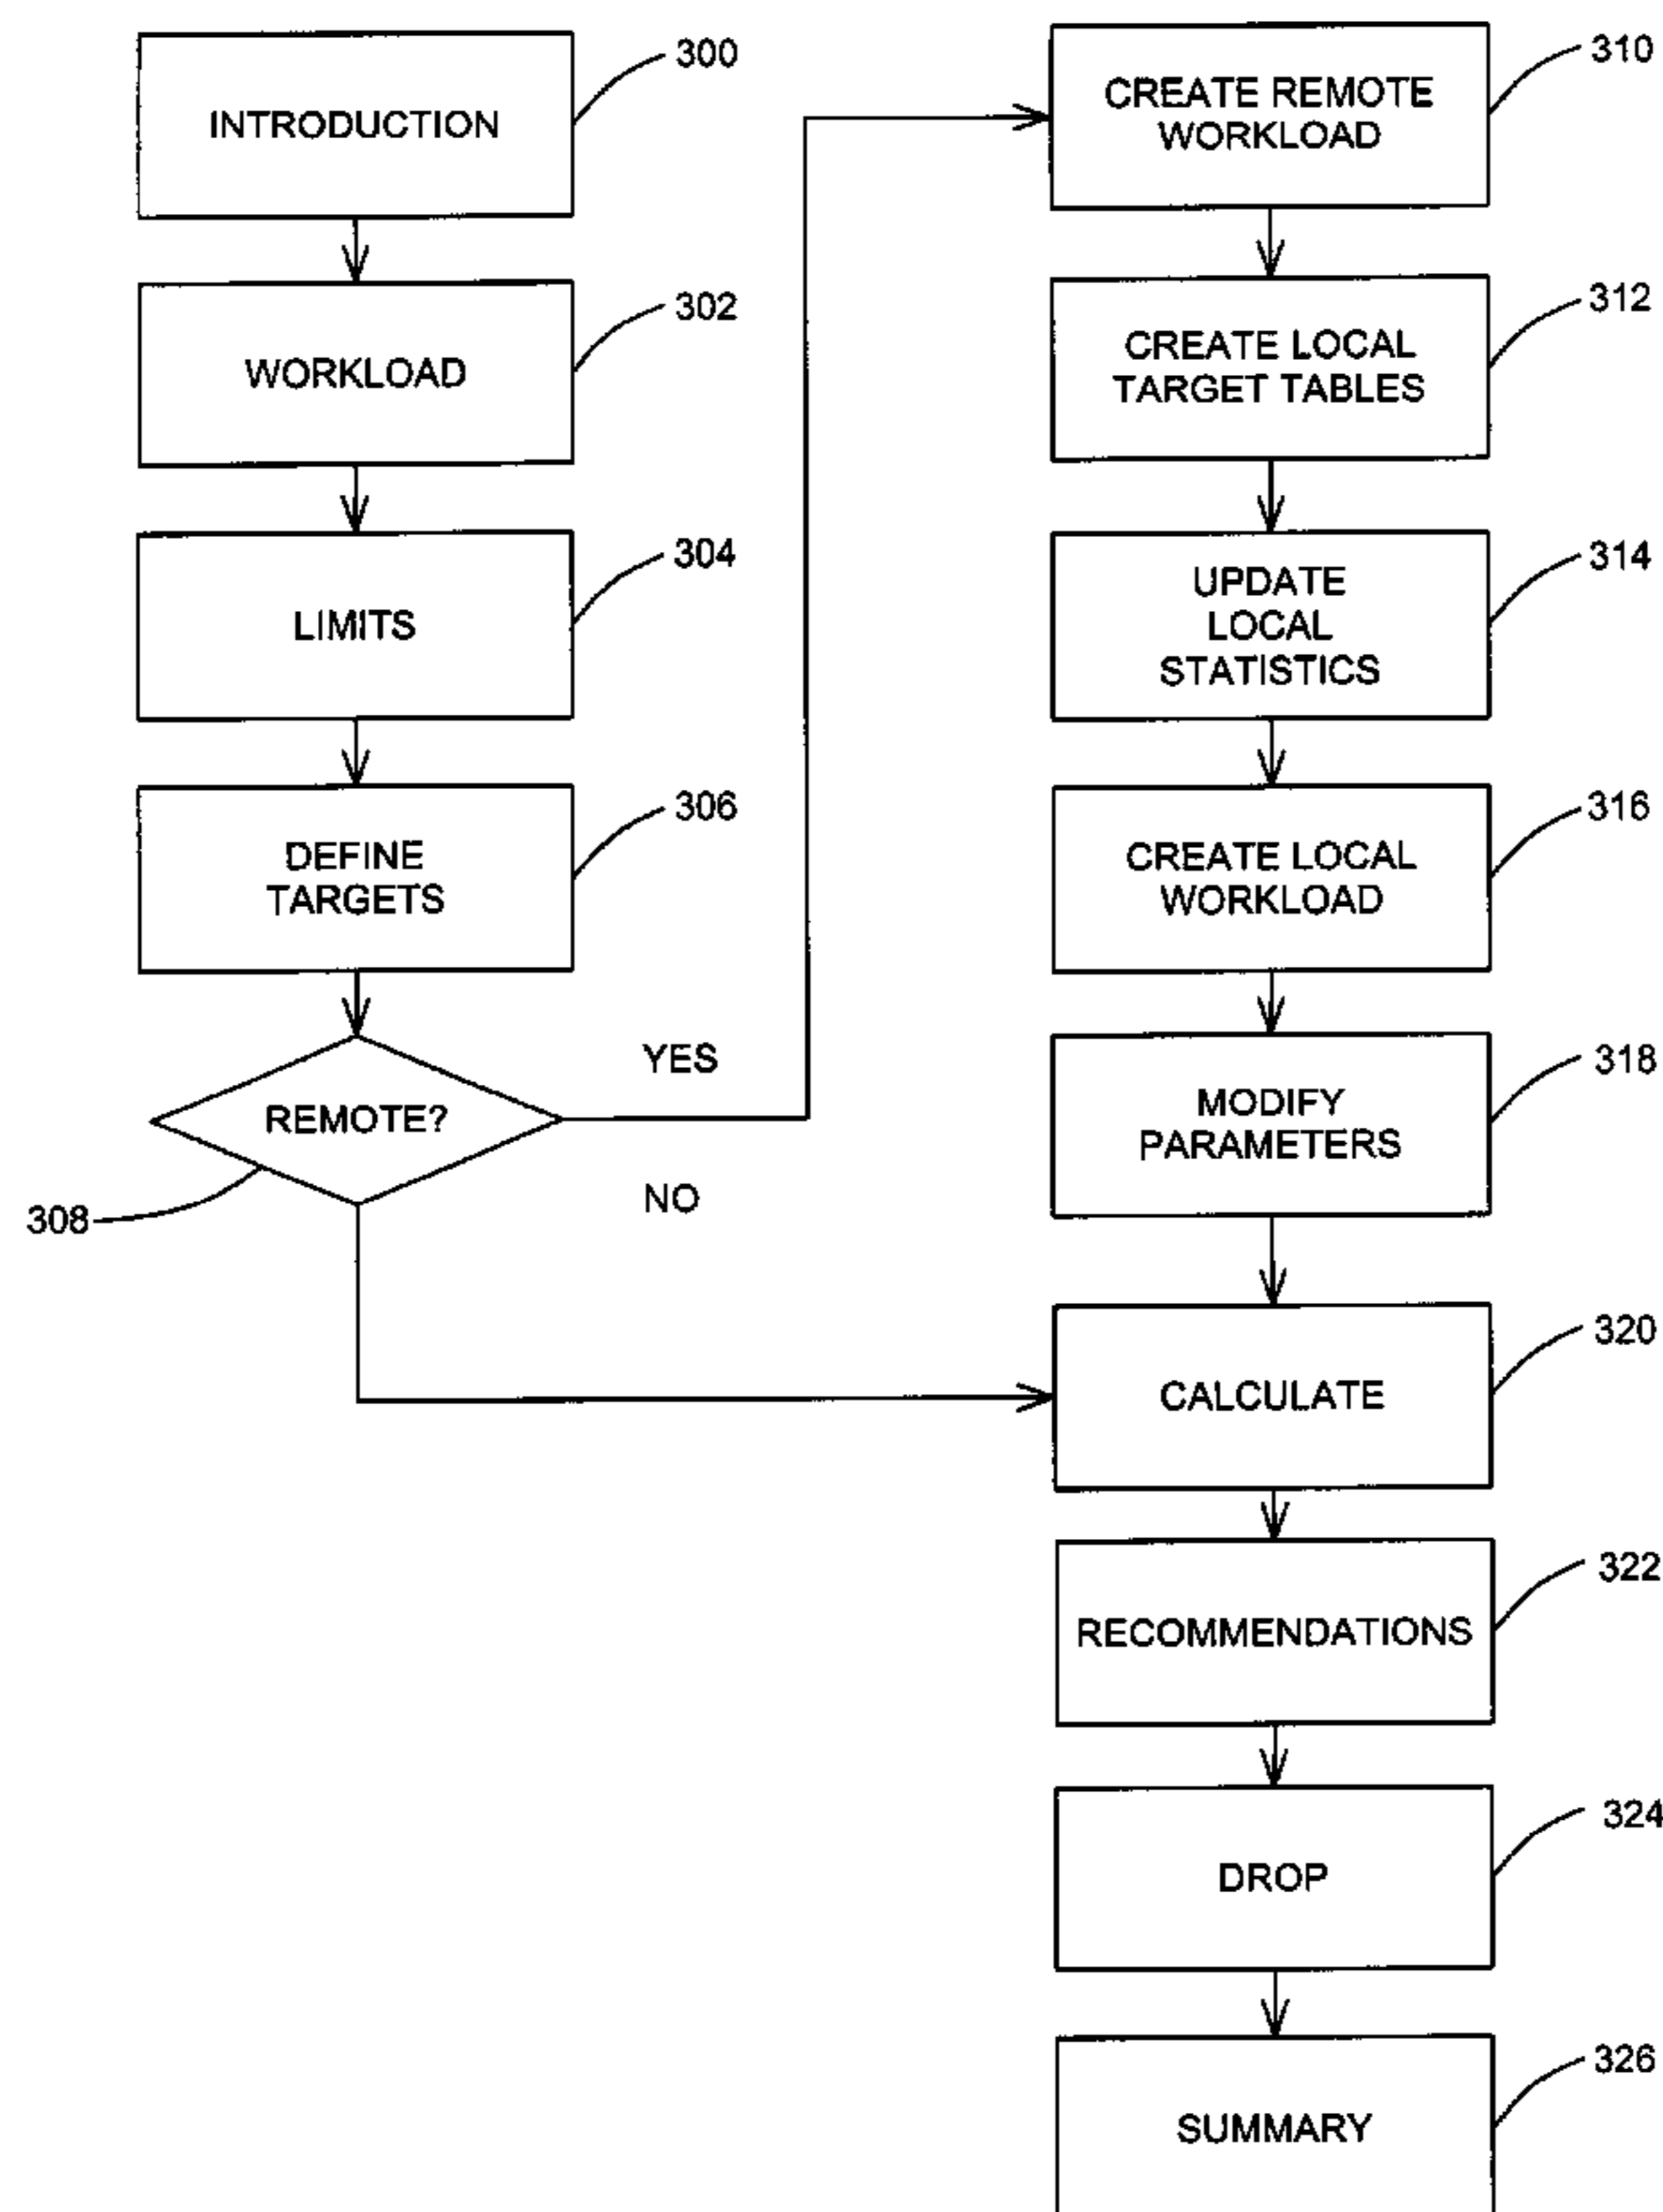 INTRODUCTION
300
WORKLOAD
302
LIMITS
304
DEFINE
TARGETS
306
REMOTE?
308
YES
NO
CREATE REMOTE
WORKLOAD
310
CREATE LOCAL
TARGET TABLES
312
UPDATE
LOCAL
STATISTICS
314
CREATE LOCAL
WORKLOAD
316
MODIFY
PARAMETERS
318
CALCULATE
320
RECOMMENDATIONS
322
DROP
324
SUMMARY
326